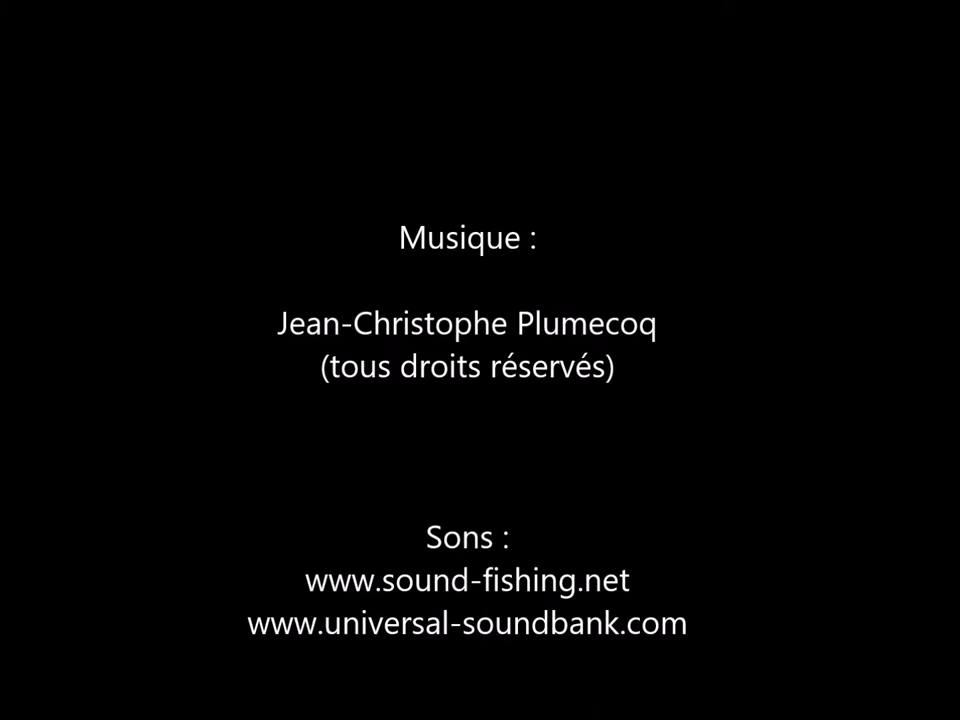 Musique :
Jean-Christophe Plumecoq
(tous droits réservés)
Sons :
www.sound-fishing.net
www.universal-soundbank.com